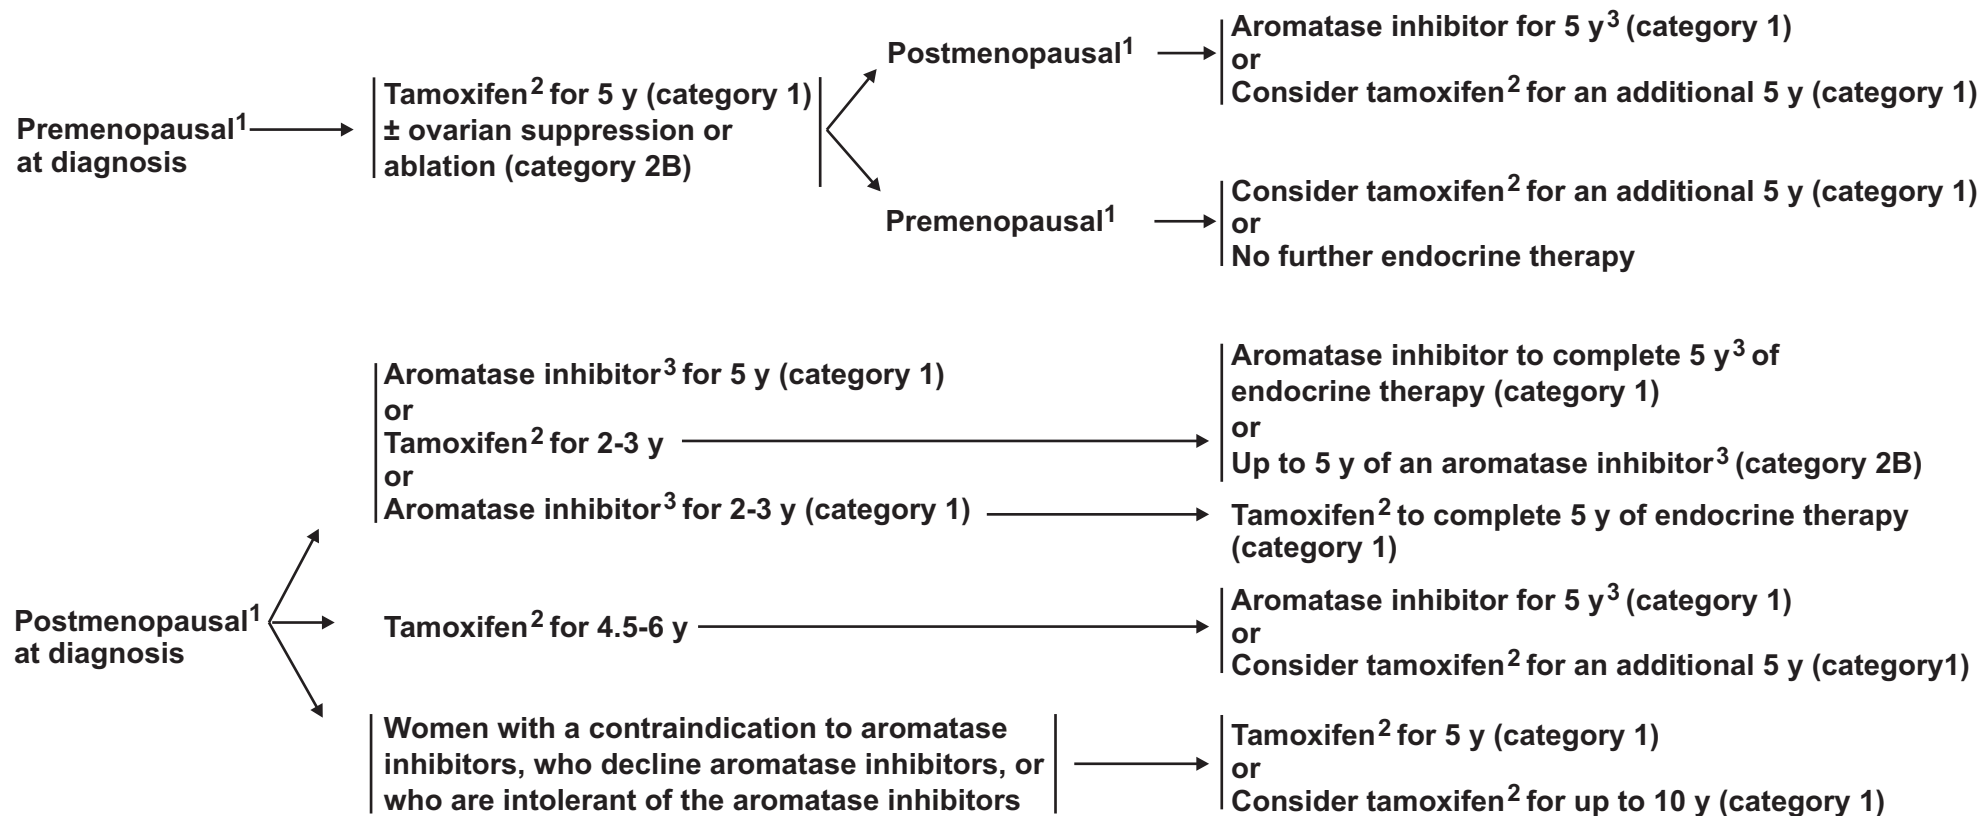 Premenopausal1
at diagnosis
Tamoxifen2 for 5 y (category 1)
± ovarian suppression or
ablation (category 2B)
Postmenopausal1
Aromatase inhibitor for 5 y3 (category 1)
or
Consider tamoxifen2 for an additional 5 y (category 1)
Premenopausal1
Consider tamoxifen2 for an additional 5 y (category 1)
or
No further endocrine therapy
Postmenopausal1
at diagnosis
Aromatase inhibitor3 for 5 y (category 1)
or
Tamoxifen2 for 2-3 y
or
Aromatase inhibitor3 for 2-3 y (category 1)
Aromatase inhibitor to complete 5 y3 of
endocrine therapy (category 1)
or
Up to 5 y of an aromatase inhibitor3 (category 2B)
Tamoxifen2 to complete 5 y of endocrine therapy
(category 1)
Tamoxifen2 for 4.5-6 y
Aromatase inhibitor for 5 y3 (category 1)
or
Consider tamoxifen2 for an additional 5 y (category1)
Women with a contraindication to aromatase
inhibitors, who decline aromatase inhibitors, or
who are intolerant of the aromatase inhibitors
Tamoxifen2 for 5 y (category 1)
or
Consider tamoxifen2 for up to 10 y (category 1)